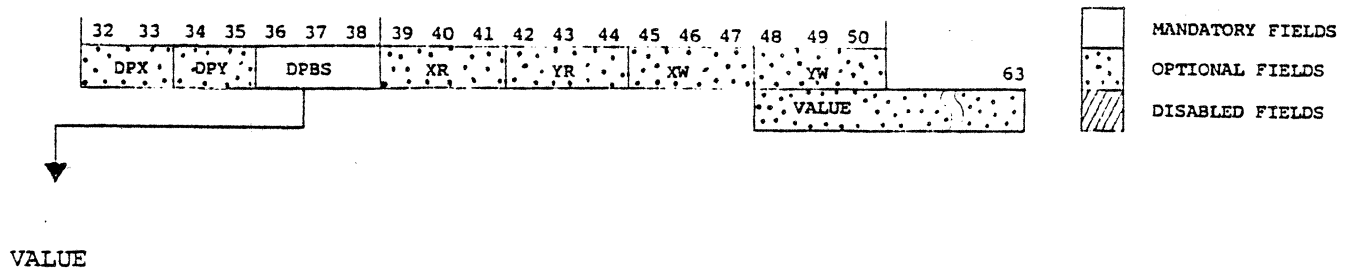 32 33 34 35 36 37 38 39 40 41 42 43 44 45 46 47 48 49 50
MANDATORY FIELDS
DPX DPY DPBS XR YR XW YW
63
OPTIONAL FIELDS
VALUE
DISABLED FIELDS
VALUE